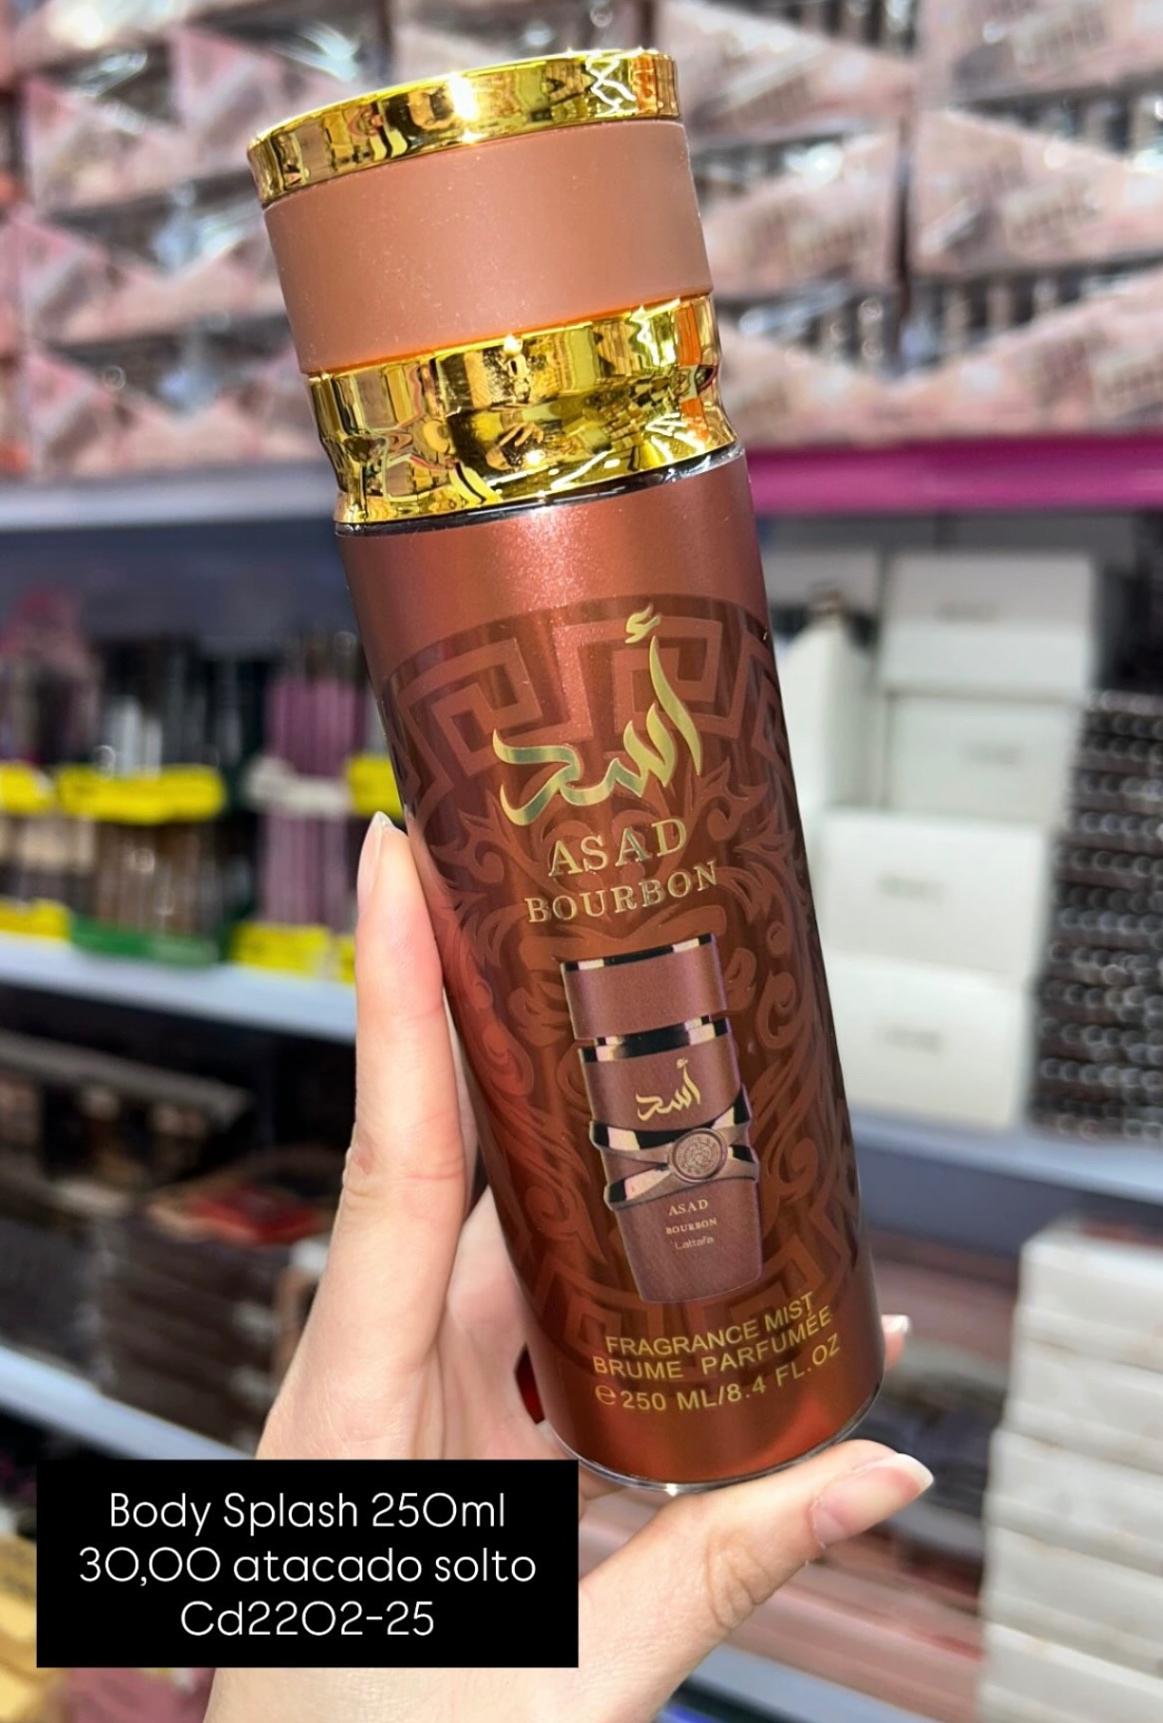 أسد
ASAD
BOURBON
أسد
ASAD
BOURBON
Lattafa
FRAGRANCE MIST
BRUME PARFUMÉE
℮250 ML/8.4 FL.OZ
Body Splash 250ml
30,00 atacado solto
Cd2202-25